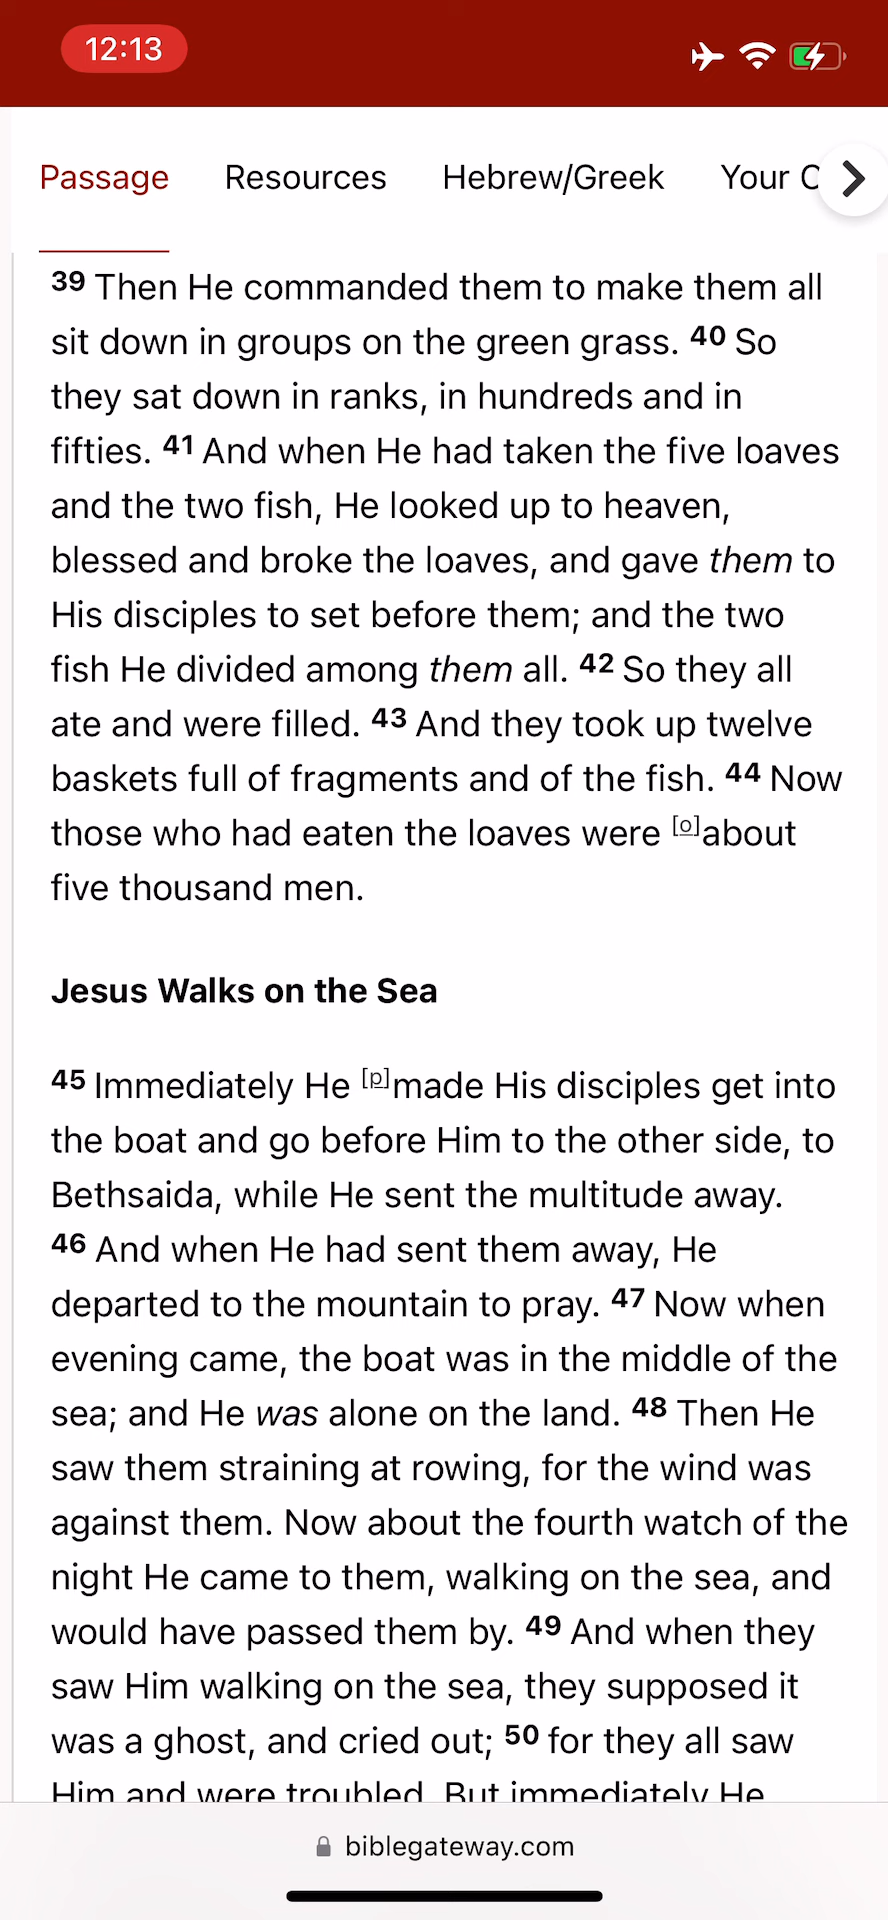 12:13
Passage Resources Hebrew/Greek Your
39 Then He commanded them to make them all
sit down in groups on the green grass. 40 So
they sat down in ranks, in hundreds and in
fifties. 41 And when He had taken the five loaves
and the two fish, He looked up to heaven,
blessed and broke the loaves, and gave them to
His disciples to set before them; and the two
fish He divided among them all. 42 So they all
ate and were filled. 43 And they took up twelve
baskets full of fragments and of the fish. 44 Now
those who had eaten the loaves were [o]about
five thousand men.
Jesus Walks on the Sea
45 Immediately He [p]made His disciples get into
the boat and go before Him to the other side, to
Bethsaida, while He sent the multitude away.
46 And when He had sent them away, He
departed to the mountain to pray. 47 Now when
evening came, the boat was in the middle of the
sea; and He was alone on the land. 48 Then He
saw them straining at rowing, for the wind was
against them. Now about the fourth watch of the
night He came to them, walking on the sea, and
would have passed them by. 49 And when they
saw Him walking on the sea, they supposed it
was a ghost, and cried out; 50 for they all saw
Him and were troubled. But immediately He
biblegateway.com